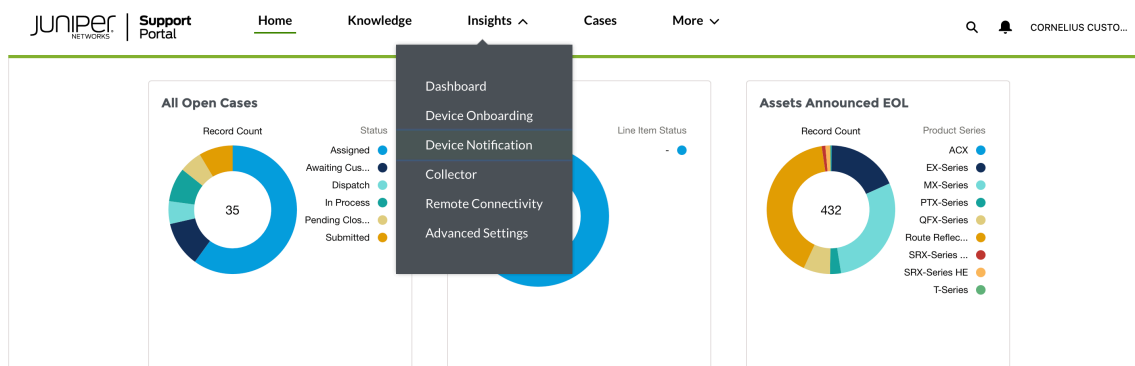 JUNIPER NETWORKS
Support Portal
Home
Knowledge
Insights
Cases
More
CORNELIUS CUSTO...
Dashboard
Device Onboarding
Device Notification
Collector
Remote Connectivity
Advanced Settings
All Open Cases
Record Count
35
Status
Assigned
Awaiting Cus...
Dispatch
In Process
Pending Clos...
Submitted
Line Item Status
-
Assets Announced EOL
Record Count
432
Product Series
ACX
EX-Series
MX-Series
PTX-Series
QFX-Series
Route Reflec...
SRX-Series ...
SRX-Series HE
T-Series